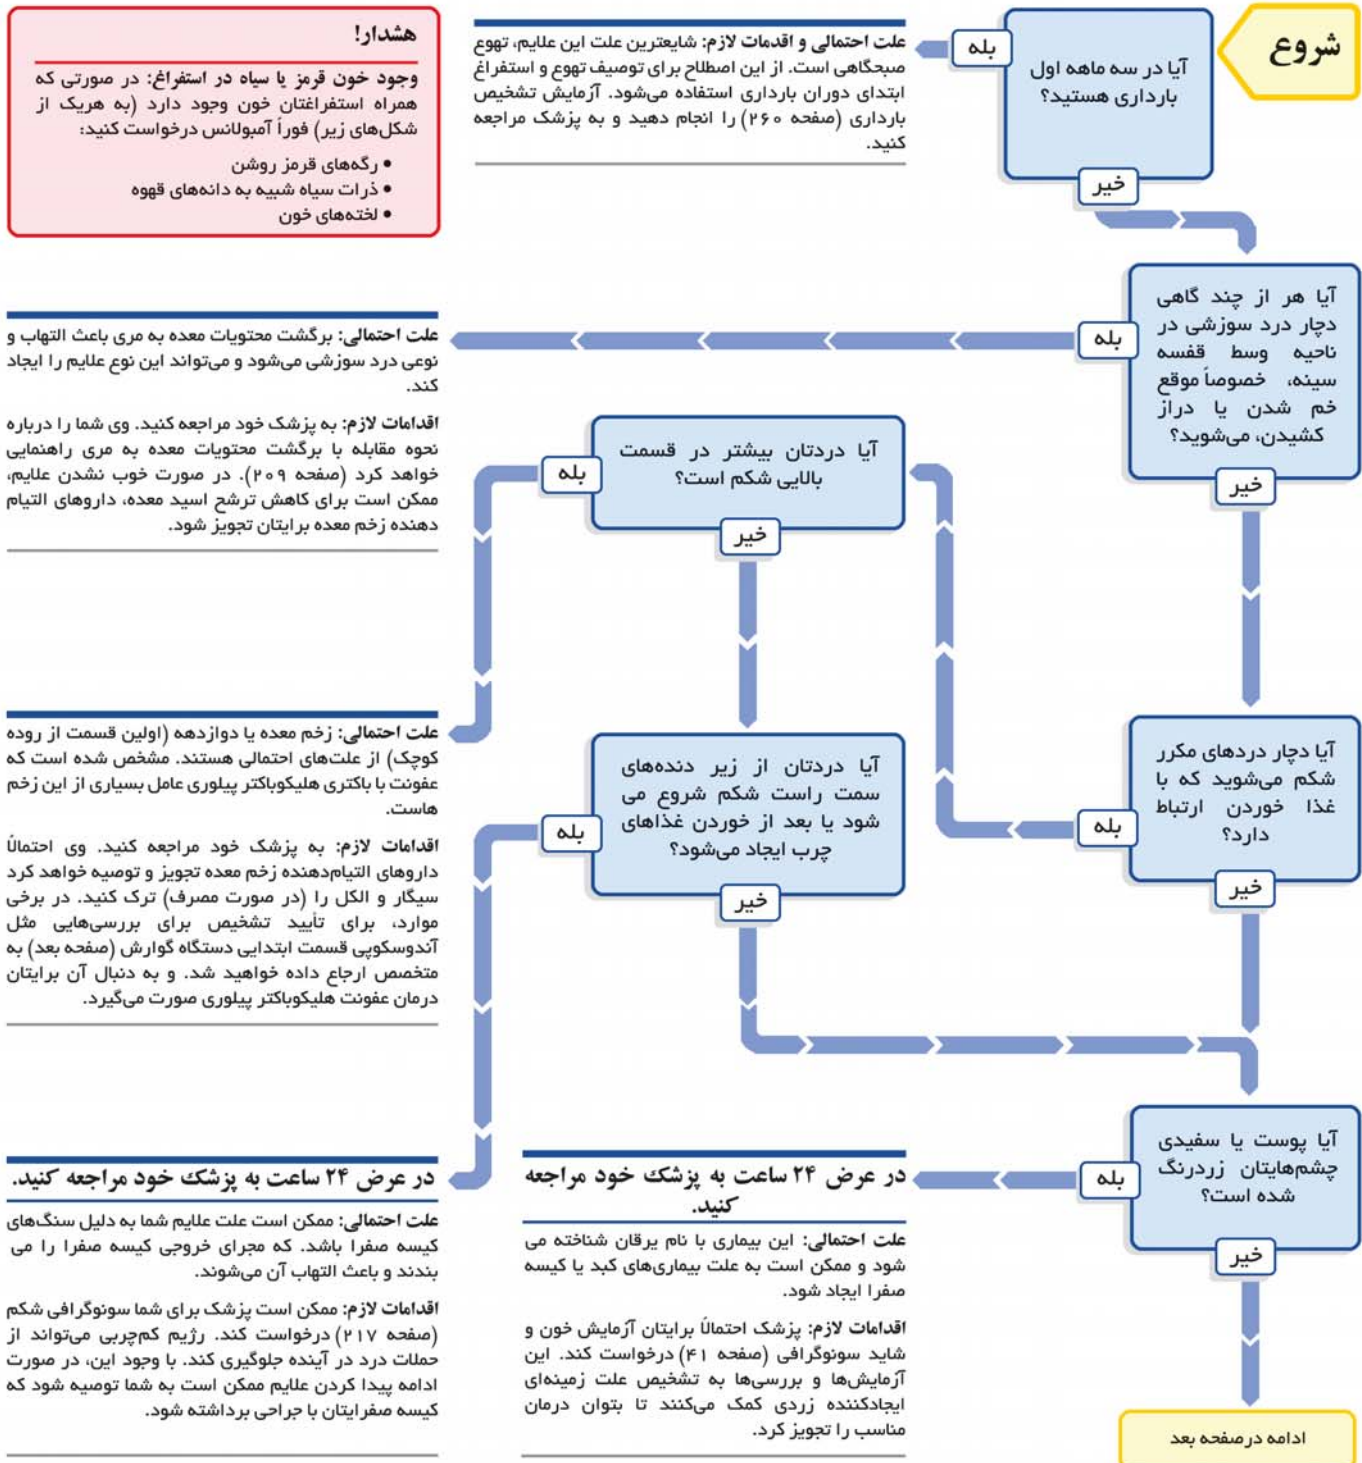 شروع
آیا در سه ماهه اول
بارداری هستید؟
بله
خیر
علت احتمالی و اقدمات لازم: شایعترین علت این علایم، تهوع
صبحگاهی است. از این اصطلاح برای توصیف تهوع و استفراغ
ابتدای دوران بارداری استفاده می‌شود. آزمایش تشخیص
بارداری (صفحه ۲۶۰) را انجام دهید و به پزشک مراجعه
کنید.
هشدار!
وجود خون قرمز یا سیاه در استفراغ: در صورتی که
همراه استفراغتان خون وجود دارد (به هریک از
شکل‌های زیر) فوراً آمبولانس درخواست کنید:
• رگه‌های قرمز روشن
• ذرات سیاه شبیه به دانه‌های قهوه
• لخته‌های خون
آیا هر از چند گاهی
دچار درد سوزشی در
ناحیه وسط قفسه
سینه، خصوصاً موقع
خم شدن یا دراز
کشیدن، می‌شوید؟
بله
خیر
علت احتمالی: برگشت محتویات معده به مری باعث التهاب و
نوعی درد سوزشی می‌شود و می‌تواند این نوع علایم را ایجاد
کند.
اقدامات لازم: به پزشک خود مراجعه کنید. وی شما را درباره
نحوه مقابله با برگشت محتویات معده به مری راهنمایی
خواهد کرد (صفحه ۲۰۹). در صورت خوب نشدن علایم،
ممکن است برای کاهش ترشح اسید معده، داروهای التیام
دهنده زخم معده برایتان تجویز شود.
آیا دچار دردهای مکرر
شکم می‌شوید که با
غذا خوردن ارتباط
دارد؟
بله
خیر
آیا دردتان بیشتر در قسمت
بالایی شکم است؟
بله
خیر
علت احتمالی: زخم معده یا دوازدهه (اولین قسمت از روده
کوچک) از علت‌های احتمالی هستند. مشخص شده است که
عفونت با باکتری هلیکوباکتر پیلوری عامل بسیاری از این زخم
هاست.
اقدامات لازم: به پزشک خود مراجعه کنید. وی احتمالاً
داروهای التیام‌دهنده زخم معده تجویز و توصیه خواهد کرد
سیگار و الکل را (در صورت مصرف) ترک کنید. در برخی
موارد، برای تأیید تشخیص برای بررسی‌هایی مثل
آندوسکوپی قسمت ابتدایی دستگاه گوارش (صفحه بعد) به
متخصص ارجاع داده خواهید شد. و به دنبال آن برایتان
درمان عفونت هلیکوباکتر پیلوری صورت می‌گیرد.
آیا دردتان از زیر دنده‌های
سمت راست شکم شروع می
شود یا بعد از خوردن غذاهای
چرب ایجاد می‌شود؟
بله
خیر
در عرض ۲۴ ساعت به پزشک خود مراجعه کنید.
علت احتمالی: ممکن است علت علایم شما به دلیل سنگ‌های
کیسه صفرا باشد. که مجرای خروجی کیسه صفرا را می
بندند و باعث التهاب آن می‌شوند.
اقدامات لازم: ممکن است پزشک برای شما سونوگرافی شکم
(صفحه ۲۱۷) درخواست کند. رژیم کم‌چربی می‌تواند از
حملات درد در آینده جلوگیری کند. با وجود این، در صورت
ادامه پیدا کردن علایم ممکن است به شما توصیه شود که
کیسه صفرایتان با جراحی برداشته شود.
آیا پوست یا سفیدی
چشم‌هایتان زردرنگ
شده است؟
بله
خیر
در عرض ۲۴ ساعت به پزشک خود مراجعه
کنید.
علت احتمالی: این بیماری با نام یرقان شناخته می
شود و ممکن است به علت بیماری‌های کبد یا کیسه
صفرا ایجاد شود.
اقدامات لازم: پزشک احتمالاً برایتان آزمایش خون و
شاید سونوگرافی (صفحه ۴۱) درخواست کند. این
آزمایش‌ها و بررسی‌ها به تشخیص علت زمینه‌ای
ایجادکننده زردی کمک می‌کنند تا بتوان درمان
مناسب را تجویز کرد.
ادامه درصفحه بعد